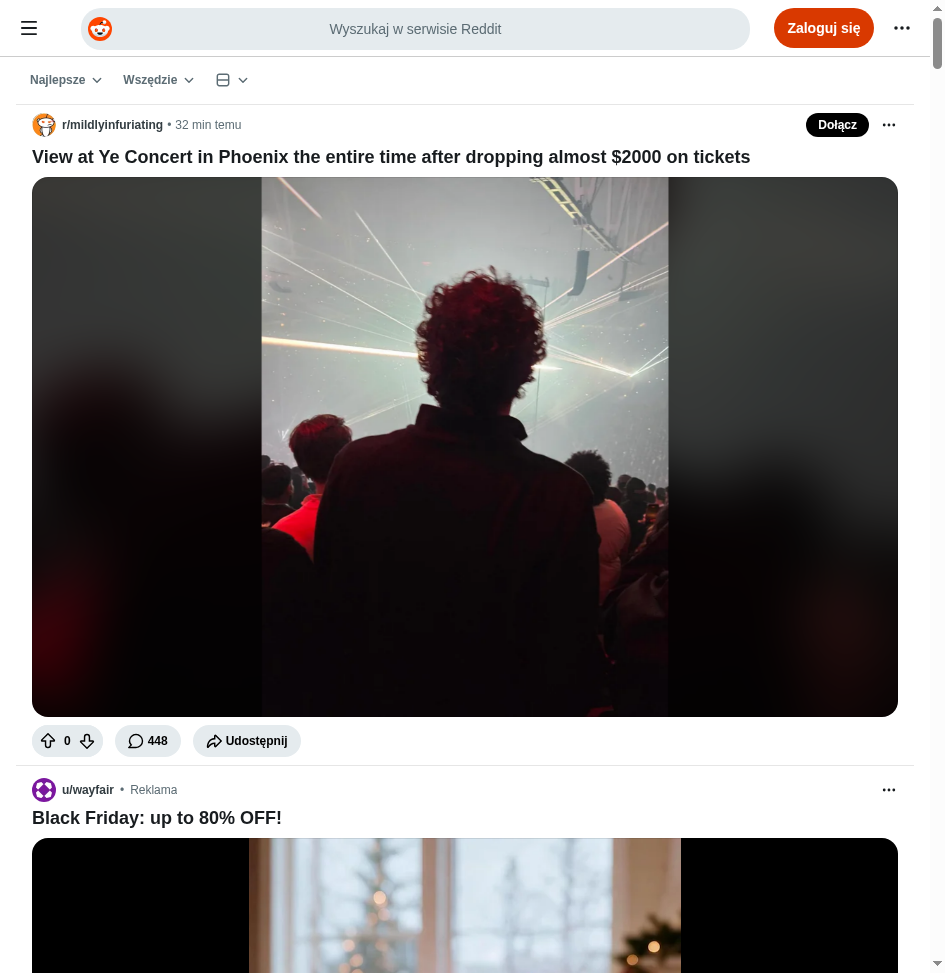 Wyszukaj w serwisie Reddit
Zaloguj się
Najlepsze
Wszędzie
r/mildlyinfuriating • 32 min temu
Dołącz
View at Ye Concert in Phoenix the entire time after dropping almost $2000 on tickets
0
448
Udostępnij
u/wayfair • Reklama
Black Friday: up to 80% OFF!